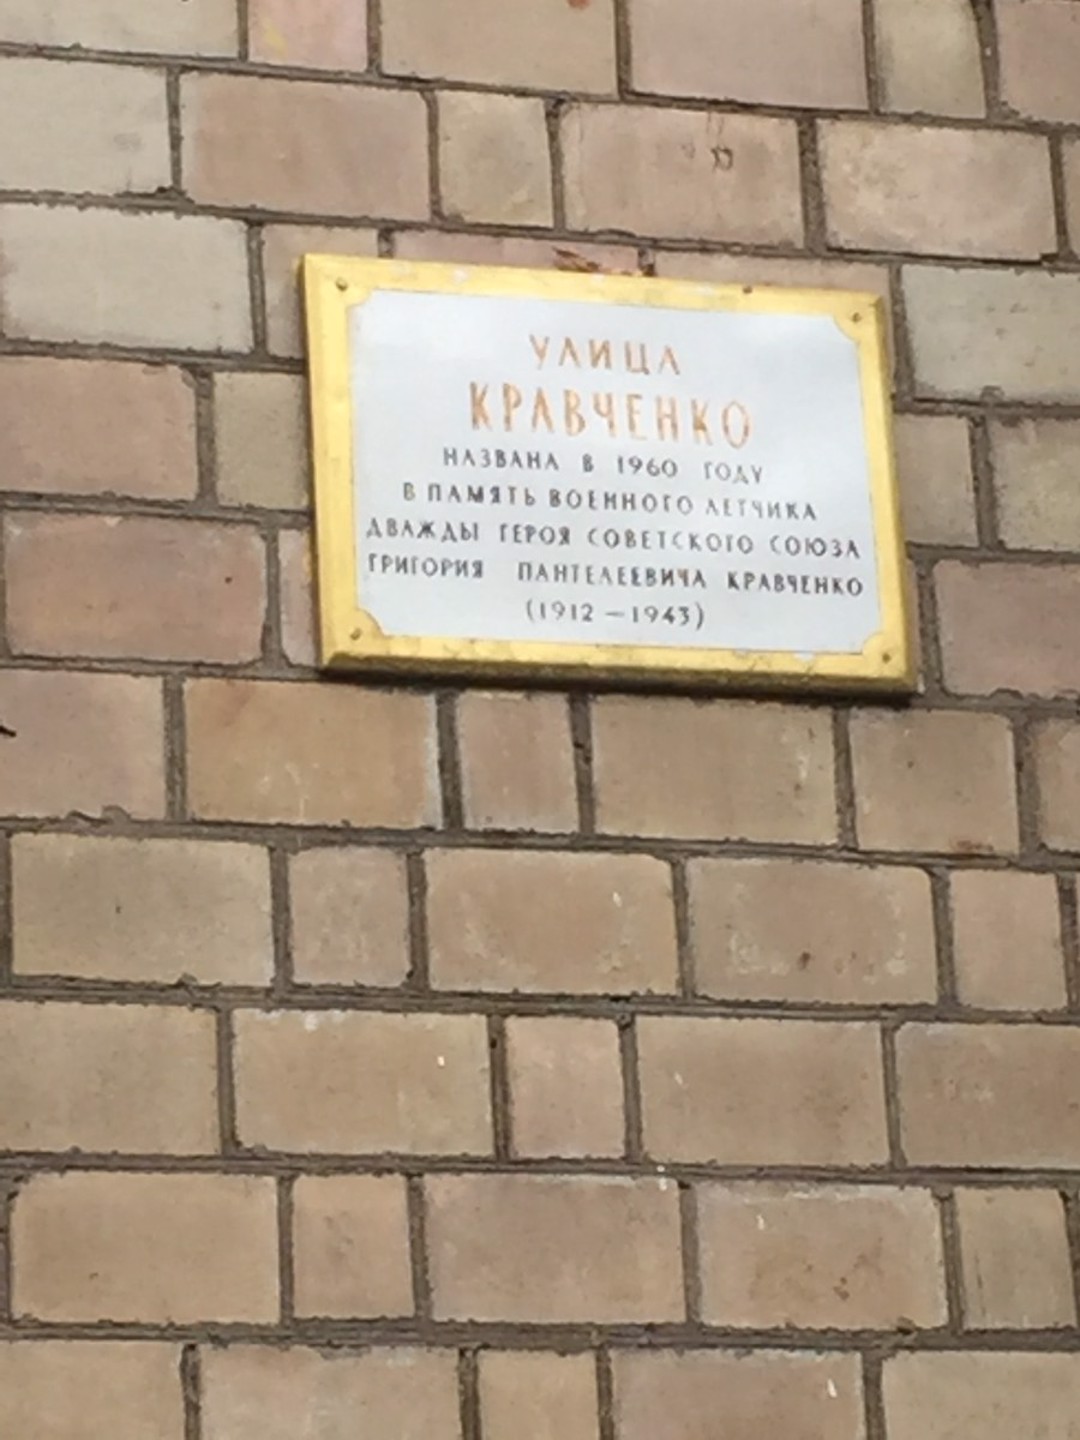 УЛИЦА
КРАВЧЕНКО
НАЗВАНА В 1960 ГОДУ
В ПАМЯТЬ ВОЕННОГО ЛЕТЧИКА
ДВАЖДЫ ГЕРОЯ СОВЕТСКОГО СОЮЗА
ГРИГОРИЯ ПАНТЕЛЕЕВИЧА КРАВЧЕНКО
(1912 – 1943)